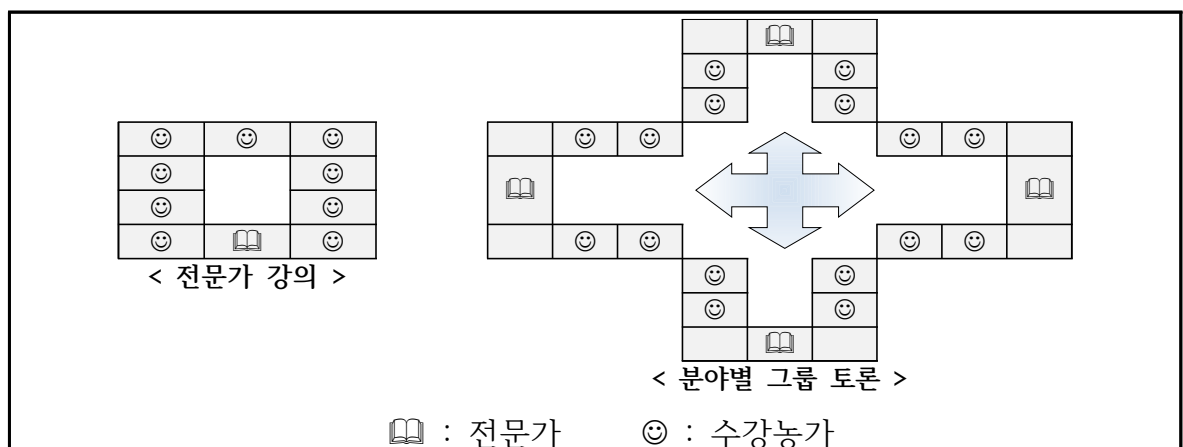 < 전문가 강의 >
< 분야별 그룹 토론 >
🕮 : 전문가 ☺ : 수강농가